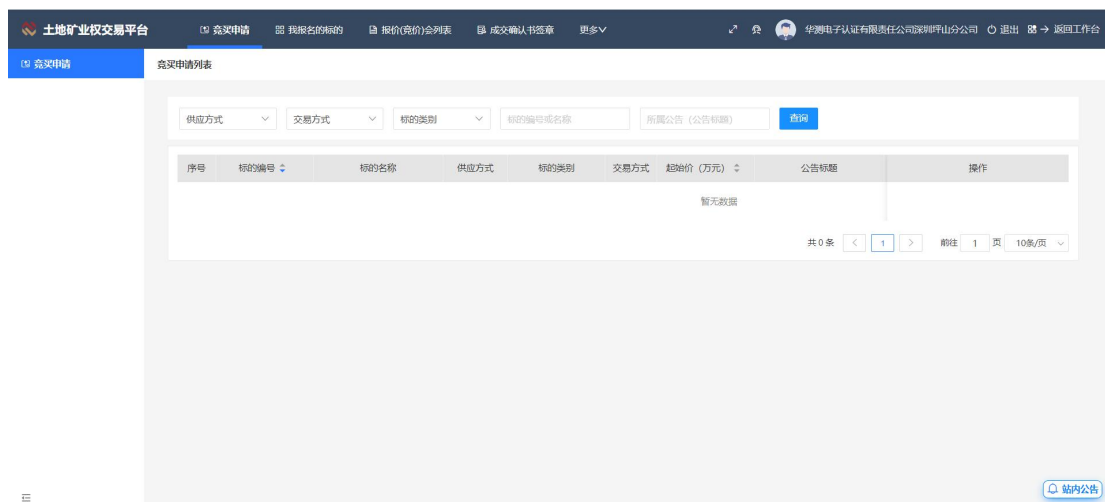 土地矿业权交易平台 竞买申请 我报名的标的 报价(竞价)会列表 成交确认书签章 更多 华测电子认证有限责任公司深圳坪山分公司 退出 返回工作台
竞买申请 竞买申请列表
供应方式 交易方式 标的类别 标的编号或名称 所属公告（公告标题） 查询
序号 标的编号 标的名称 供应方式 标的类别 交易方式 起始价（万元） 公告标题 操作
暂无数据
共 0 条 < 1 > 前往 1 页 10条/页
站内公告